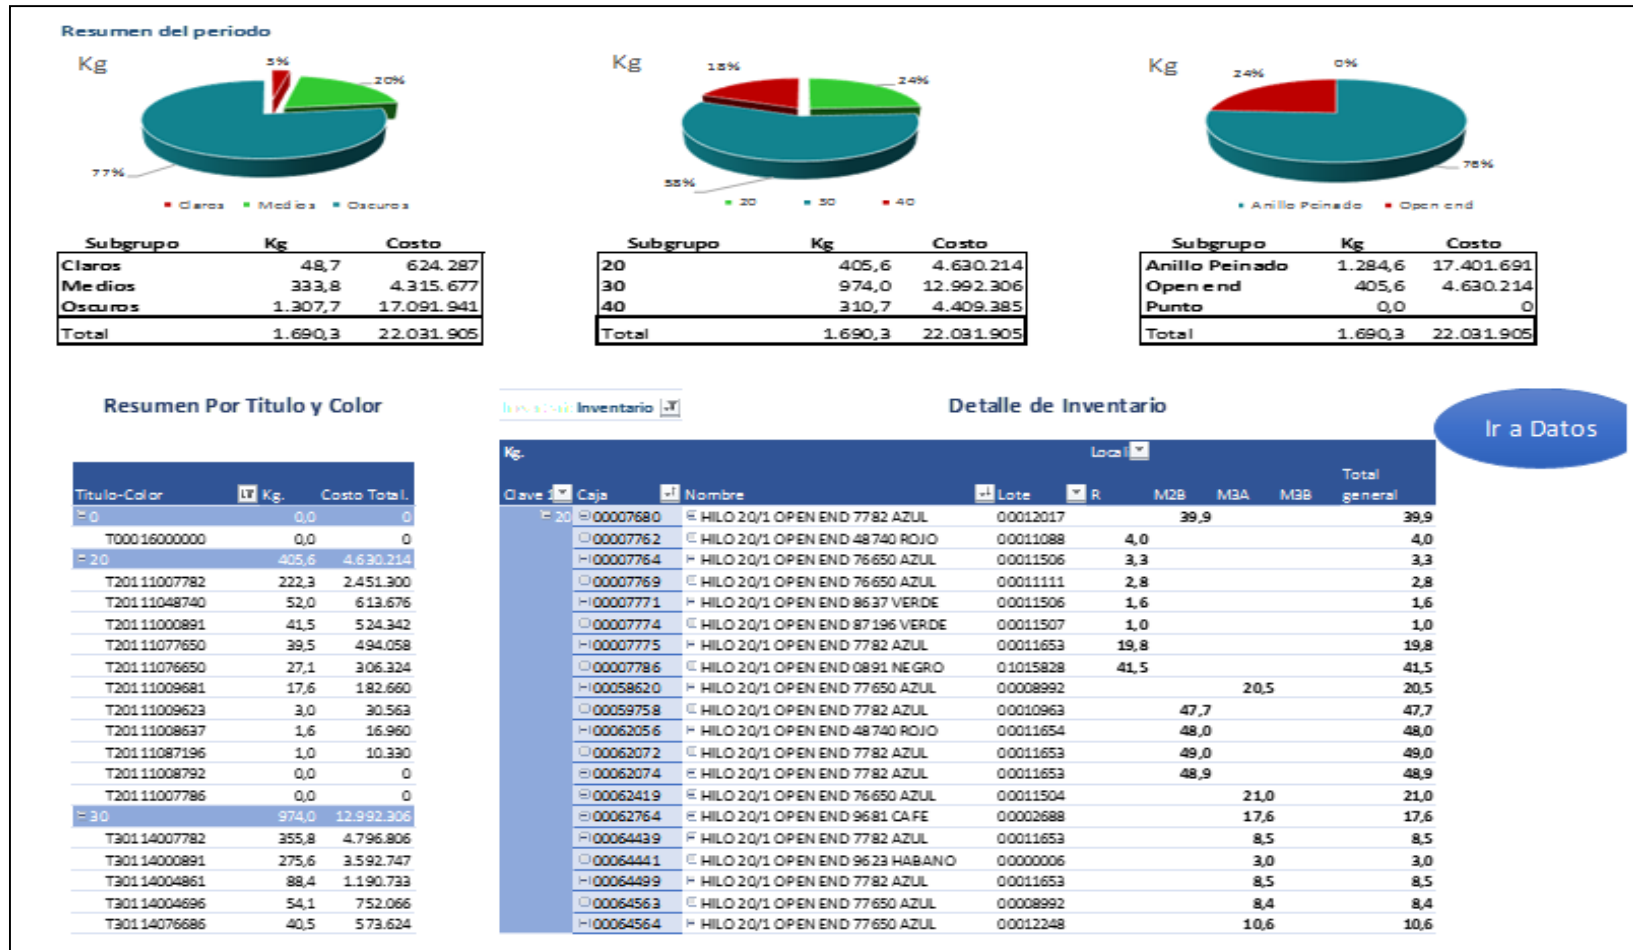 Resumen del periodo
Kg
3%
20%
77%
Claros Medios Oscuros
Kg
18%
24%
58%
20 30 40
Kg
24%
0%
76%
Anillo Peinado Open end
Subgrupo Kg Costo
Claros 48,7 624.287
Medios 333,8 4.315.677
Oscuros 1.307,7 17.091.941
Total 1.690,3 22.031.905
Subgrupo Kg Costo
20 405,6 4.630.214
30 974,0 12.992.306
40 310,7 4.409.385
Total 1.690,3 22.031.905
Subgrupo Kg Costo
Anillo Peinado 1.284,6 17.401.691
Open end 405,6 4.630.214
Punto 0,0 0
Total 1.690,3 22.031.905
Resumen Por Titulo y Color
Titulo-Color Kg. Costo Total.
0 0,0 0
T00016000000 0,0 0
20 405,6 4.630.214
T20111007782 222,3 2.451.300
T20111048740 52,0 613.676
T20111000891 41,5 524.342
T20111077650 39,5 494.058
T20111076650 27,1 306.324
T20111009681 17,6 182.660
T20111009623 3,0 30.563
T20111008637 1,6 16.960
T20111087196 1,0 10.330
T20111008792 0,0 0
T20111007786 0,0 0
30 974,0 12.992.306
T30114007782 355,8 4.796.806
T30114000891 275,6 3.592.747
T30114004861 88,4 1.190.733
T30114004696 54,1 752.066
T30114076686 40,5 573.624
Inventario
Detalle de Inventario
Ir a Datos
Kg. Local
Clave 1 Caja Nombre Lote R M2B M3A M3B Total general
20 00007680 HILO 20/1 OPEN END 7782 AZUL 00012017 39,9 39,9
00007762 HILO 20/1 OPEN END 48740 ROJO 00011088 4,0 4,0
00007764 HILO 20/1 OPEN END 76650 AZUL 00011506 3,3 3,3
00007769 HILO 20/1 OPEN END 76650 AZUL 00011111 2,8 2,8
00007771 HILO 20/1 OPEN END 8637 VERDE 00011506 1,6 1,6
00007774 HILO 20/1 OPEN END 87196 VERDE 00011507 1,0 1,0
00007775 HILO 20/1 OPEN END 7782 AZUL 00011653 19,8 19,8
00007786 HILO 20/1 OPEN END 0891 NEGRO 01015828 41,5 41,5
00058620 HILO 20/1 OPEN END 77650 AZUL 00008992 20,5 20,5
00059758 HILO 20/1 OPEN END 7782 AZUL 00010963 47,7 47,7
00062056 HILO 20/1 OPEN END 48740 ROJO 00011654 48,0 48,0
00062072 HILO 20/1 OPEN END 7782 AZUL 00011653 49,0 49,0
00062074 HILO 20/1 OPEN END 7782 AZUL 00011653 48,9 48,9
00062419 HILO 20/1 OPEN END 76650 AZUL 00011504 21,0 21,0
00062764 HILO 20/1 OPEN END 9681 CAFE 00002688 17,6 17,6
00064439 HILO 20/1 OPEN END 7782 AZUL 00011653 8,5 8,5
00064441 HILO 20/1 OPEN END 9623 HABANO 00000006 3,0 3,0
00064499 HILO 20/1 OPEN END 7782 AZUL 00011653 8,5 8,5
00064563 HILO 20/1 OPEN END 77650 AZUL 00008992 8,4 8,4
00064564 HILO 20/1 OPEN END 77650 AZUL 00012248 10,6 10,6